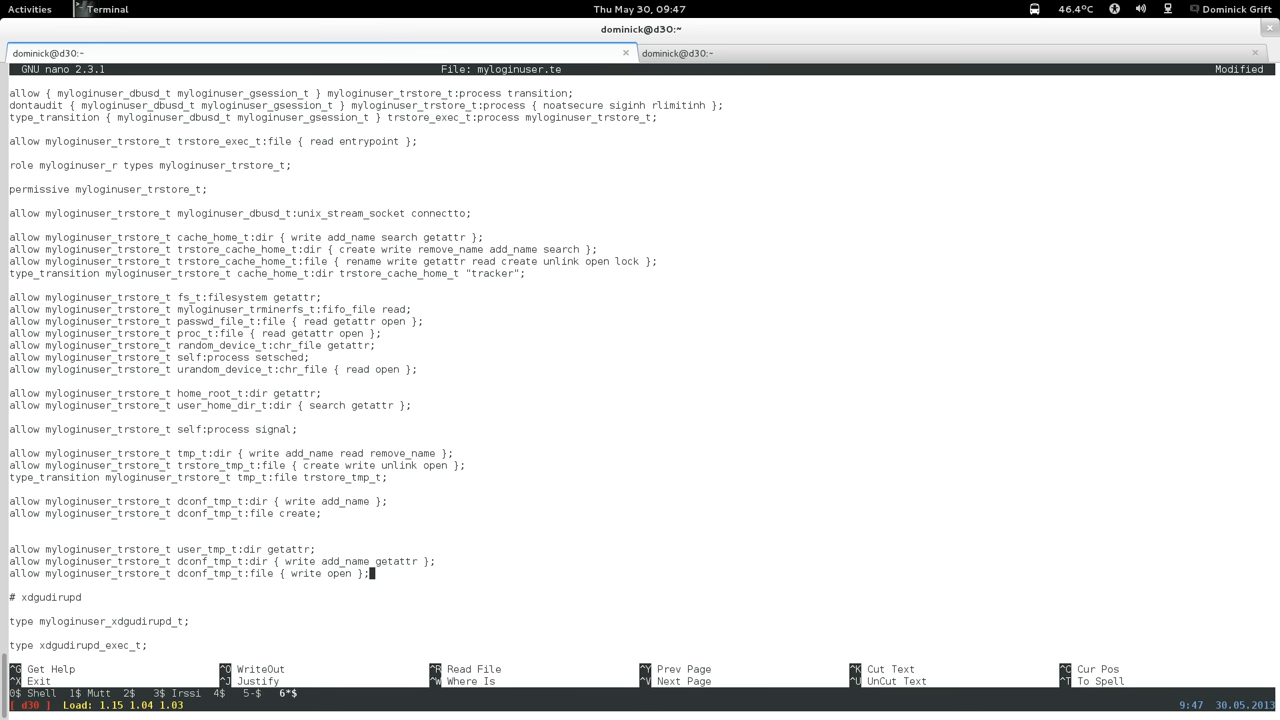 Activities Terminal Thu May 30, 09:47 46.4°C Dominick Grift
dominick@d30:~
dominick@d30:~ × dominick@d30:~ ×
GNU nano 2.3.1 File: myloginuser.te Modified
allow { myloginuser_dbusd_t myloginuser_gsession_t } myloginuser_trstore_t:process transition;
dontaudit { myloginuser_dbusd_t myloginuser_gsession_t } myloginuser_trstore_t:process { noatsecure siginh rlimitinh };
type_transition { myloginuser_dbusd_t myloginuser_gsession_t } trstore_exec_t:process myloginuser_trstore_t;
allow myloginuser_trstore_t trstore_exec_t:file { read entrypoint };
role myloginuser_r types myloginuser_trstore_t;
permissive myloginuser_trstore_t;
allow myloginuser_trstore_t myloginuser_dbusd_t:unix_stream_socket connectto;
allow myloginuser_trstore_t cache_home_t:dir { write add_name search getattr };
allow myloginuser_trstore_t trstore_cache_home_t:dir { create write remove_name add_name search };
allow myloginuser_trstore_t trstore_cache_home_t:file { rename write getattr read create unlink open lock };
type_transition myloginuser_trstore_t cache_home_t:dir trstore_cache_home_t "tracker";
allow myloginuser_trstore_t fs_t:filesystem getattr;
allow myloginuser_trstore_t myloginuser_trminerfs_t:fifo_file read;
allow myloginuser_trstore_t passwd_file_t:file { read getattr open };
allow myloginuser_trstore_t proc_t:file { read getattr open };
allow myloginuser_trstore_t random_device_t:chr_file getattr;
allow myloginuser_trstore_t self:process setsched;
allow myloginuser_trstore_t urandom_device_t:chr_file { read open };
allow myloginuser_trstore_t home_root_t:dir getattr;
allow myloginuser_trstore_t user_home_dir_t:dir { search getattr };
allow myloginuser_trstore_t self:process signal;
allow myloginuser_trstore_t tmp_t:dir { write add_name read remove_name };
allow myloginuser_trstore_t trstore_tmp_t:file { create write unlink open };
type_transition myloginuser_trstore_t tmp_t:file trstore_tmp_t;
allow myloginuser_trstore_t dconf_tmp_t:dir { write add_name };
allow myloginuser_trstore_t dconf_tmp_t:file create;
allow myloginuser_trstore_t user_tmp_t:dir getattr;
allow myloginuser_trstore_t dconf_tmp_t:dir { write add_name getattr };
allow myloginuser_trstore_t dconf_tmp_t:file { write open };
# xdgudirupd
type myloginuser_xdgudirupd_t;
type xdgudirupd_exec_t;
^G Get Help ^O WriteOut ^R Read File ^Y Prev Page ^K Cut Text ^C Cur Pos
^X Exit ^J Justify ^W Where Is ^V Next Page ^U UnCut Text ^T To Spell
0$ Shell 1$ Mutt 2$ 3$ Irssi 4$ 5-$ 6*$
[ d30 ] Load: 1.15 1.04 1.03 9:47 30.05.2013